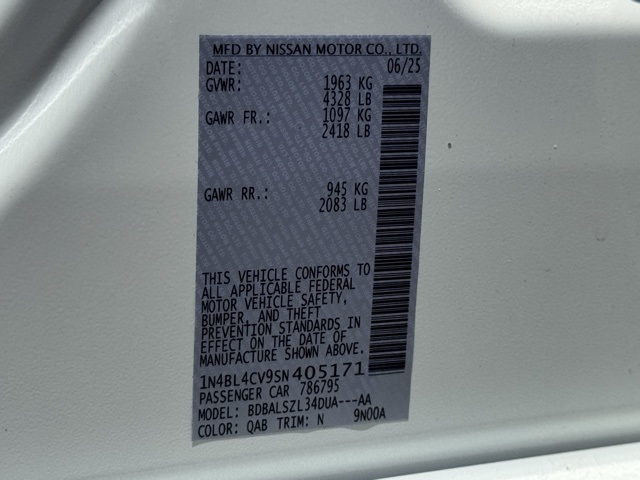 MFD BY NISSAN MOTOR CO., LTD.
DATE: 06/25
GVWR: 1963 KG
4328 LB
GAWR FR.: 1097 KG
2418 LB
GAWR RR.: 945 KG
2083 LB
THIS VEHICLE CONFORMS TO
ALL APPLICABLE FEDERAL
MOTOR VEHICLE SAFETY,
BUMPER, AND THEFT
PREVENTION STANDARDS IN
EFFECT ON THE DATE OF
MANUFACTURE SHOWN ABOVE.
1N4BL4CV9SN405171
PASSENGER CAR 786795
MODEL: BDBALSZL34DUA---AA
COLOR: QAB TRIM: N 9N00A